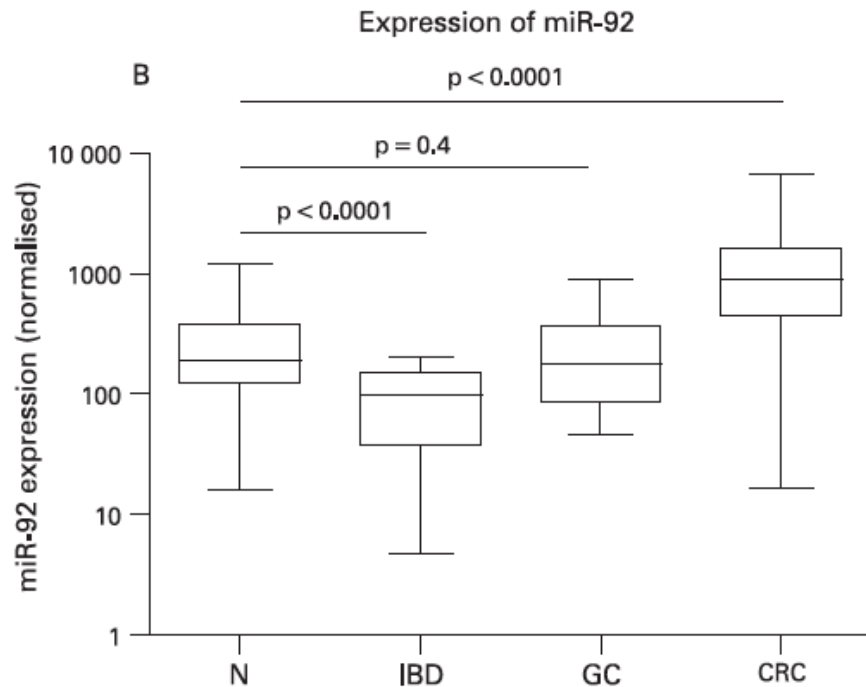 Expression of miR-92
B
p < 0.0001
p = 0.4
p < 0.0001
miR-92 expression (normalised)
10 000
1000
100
10
1
N IBD GC CRC